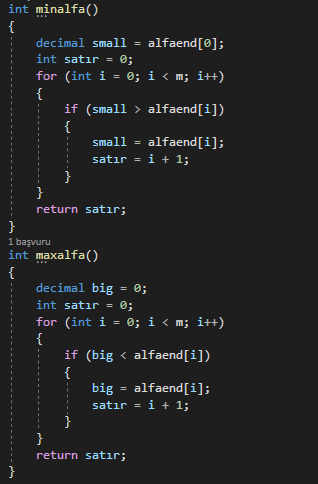 int minalfa()
{
    decimal small = alfaend[0];
    int satır = 0;
    for (int i = 0; i < m; i++)
    {
        if (small > alfaend[i])
        {
            small = alfaend[i];
            satır = i + 1;
        }
    }
    return satır;
}
1 başvuru
int maxalfa()
{
    decimal big = 0;
    int satır = 0;
    for (int i = 0; i < m; i++)
    {
        if (big < alfaend[i])
        {
            big = alfaend[i];
            satır = i + 1;
        }
    }
    return satır;
}